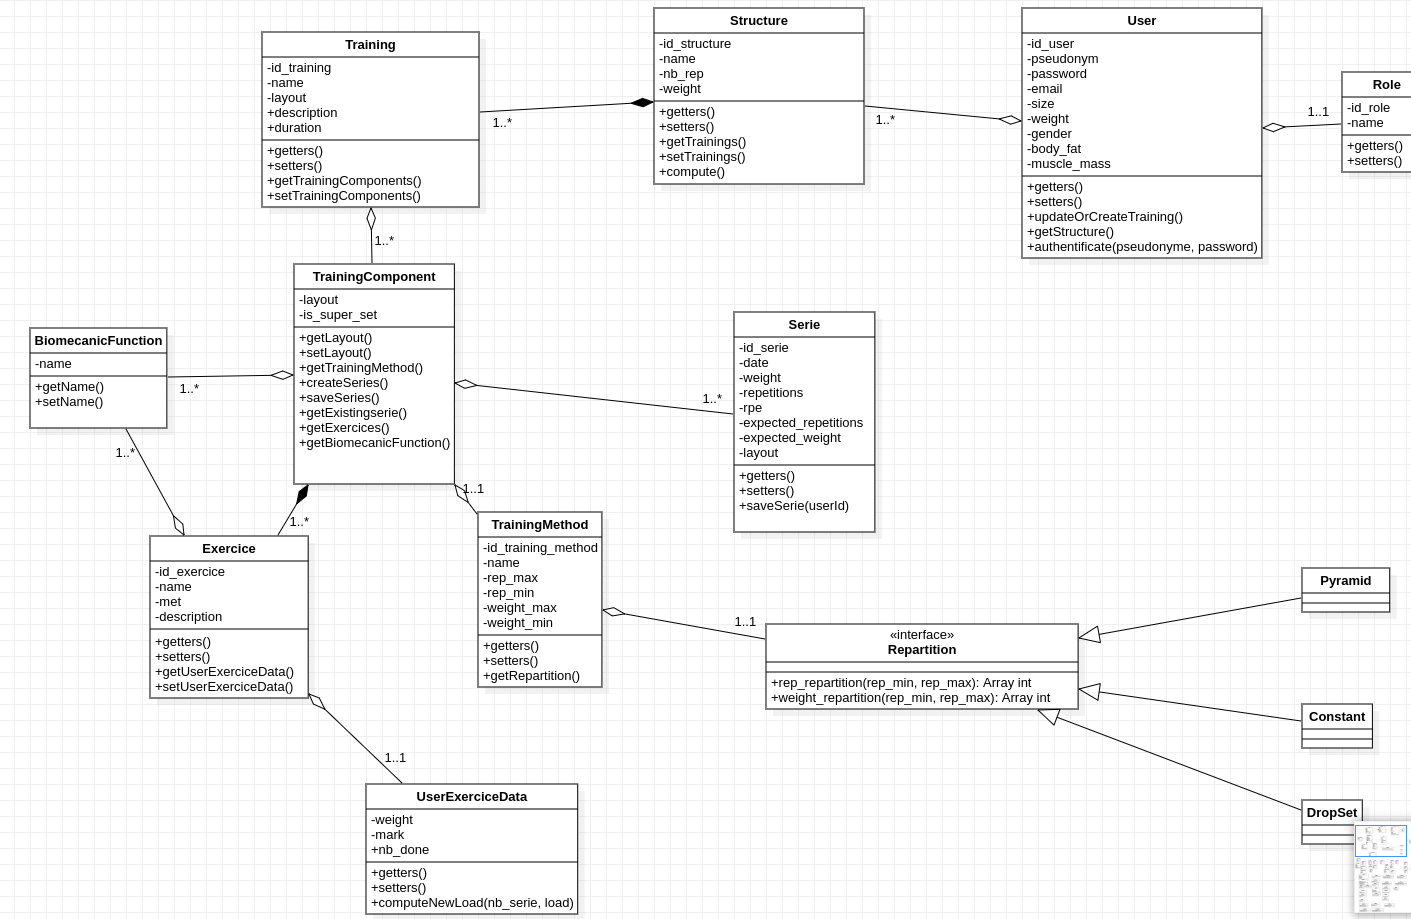 Training
-id_training
-name
-layout
+description
+duration
+getters()
+setters()
+getTrainingComponents()
+setTrainingComponents()
1..*
Structure
-id_structure
-name
-nb_rep
-weight
+getters()
+setters()
+getTrainings()
+setTrainings()
+compute()
1..*
User
-id_user
-pseudonym
-password
-email
-size
-weight
-gender
-body_fat
-muscle_mass
+getters()
+setters()
+updateOrCreateTraining()
+getStructure()
+authentificate(pseudonyme, password)
1..1
Role
-id_role
-name
+getters()
+setters()
1..*
TrainingComponent
-layout
-is_super_set
+getLayout()
+setLayout()
+getTrainingMethod()
+createSeries()
+saveSeries()
+getExistingserie()
+getExercices()
+getBiomecanicFunction()
BiomecanicFunction
-name
+getName()
+setName()
1..*
1..*
1..*
Serie
-id_serie
-date
-weight
-repetitions
-rpe
-expected_repetitions
-expected_weight
-layout
+getters()
+setters()
+saveSerie(userId)
1..*
1..1
Exercice
-id_exercice
-name
-met
-description
+getters()
+setters()
+getUserExerciceData()
+setUserExerciceData()
TrainingMethod
-id_training_method
-name
-rep_max
-rep_min
-weight_max
-weight_min
+getters()
+setters()
+getRepartition()
1..1
«interface»
Repartition
+rep_repartition(rep_min, rep_max): Array int
+weight_repartition(rep_min, rep_max): Array int
Pyramid
Constant
DropSet
1..1
UserExerciceData
-weight
-mark
+nb_done
+getters()
+setters()
+computeNewLoad(nb_serie, load)